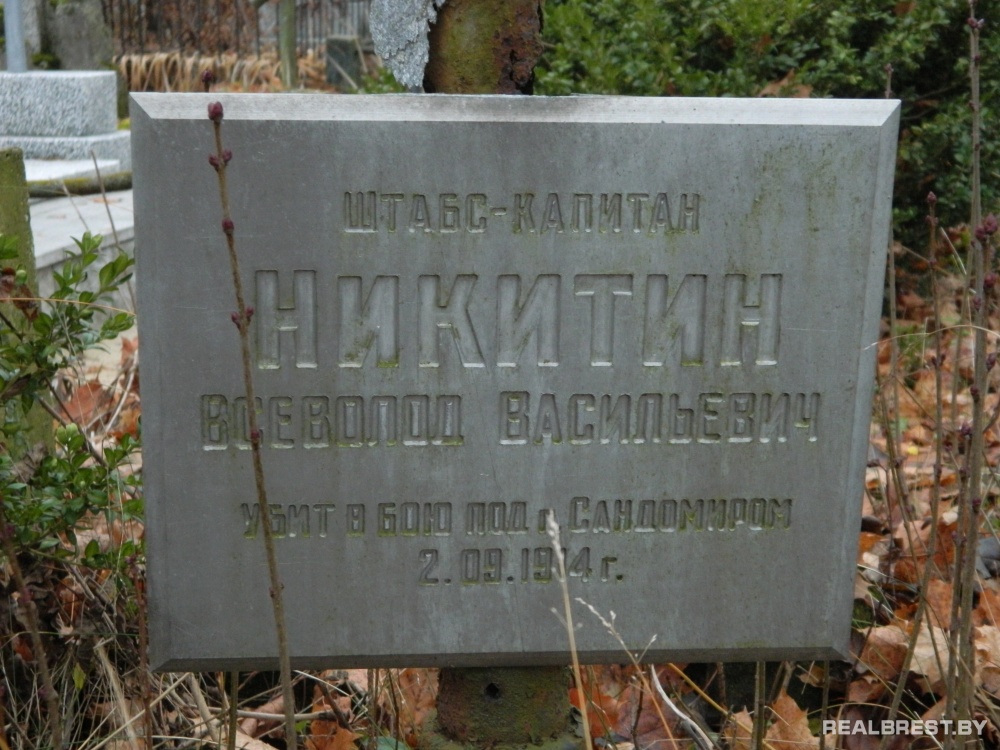 Штабс-капитан
Никитин
Всеволод Васильевич
убит в бою под г. Сандомиром
2.09.1914 г.
REALBREST.BY